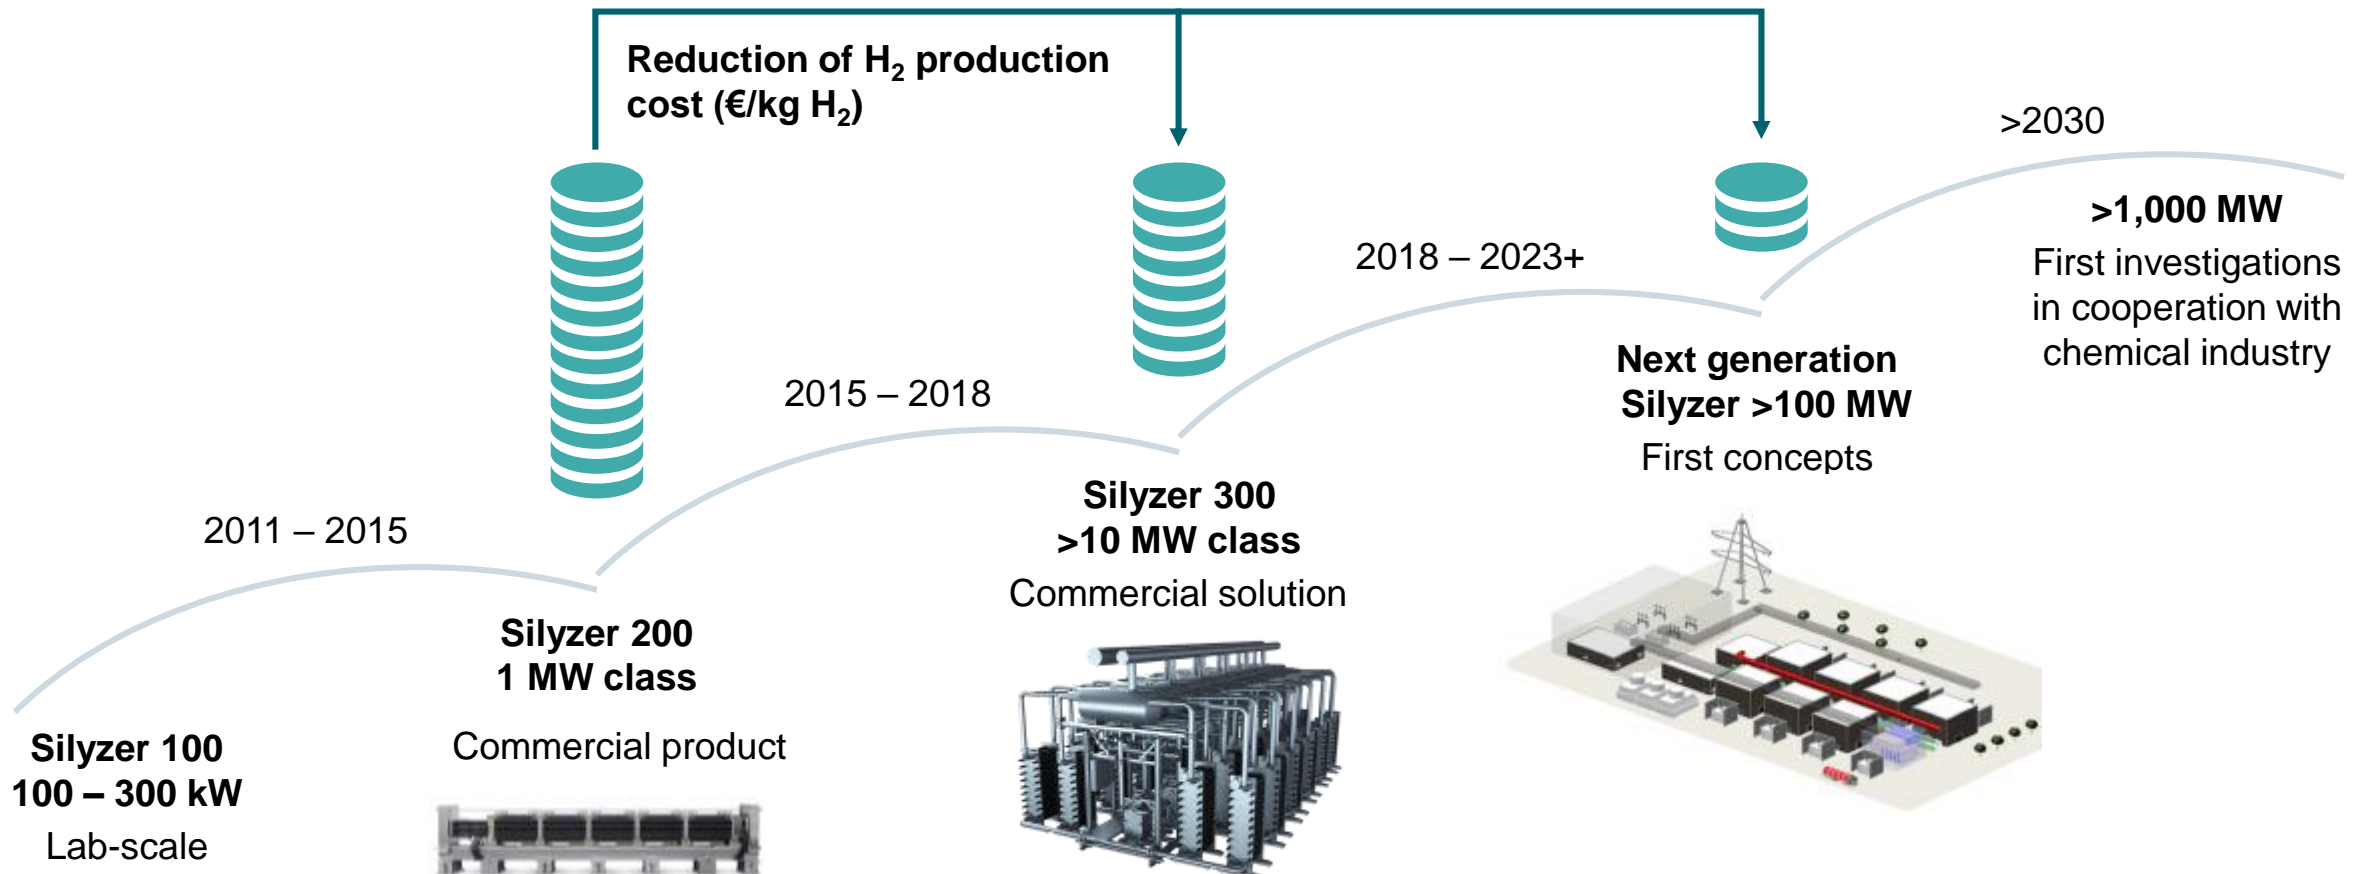 Reduction of H₂ production
cost (€/kg H₂)
2011 – 2015
2015 – 2018
2018 – 2023+
>2030
Silyzer 100
100 – 300 kW
Lab-scale
Silyzer 200
1 MW class
Commercial product
Silyzer 300
>10 MW class
Commercial solution
Next generation
Silyzer >100 MW
First concepts
>1,000 MW
First investigations
in cooperation with
chemical industry